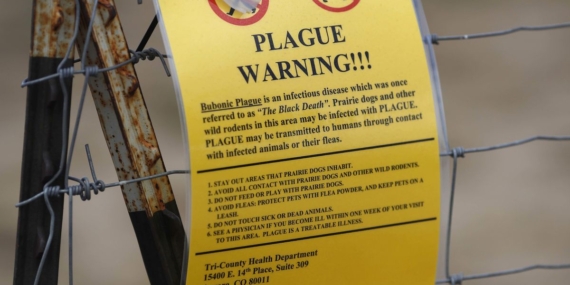 PLAGUE
WARNING!!!
Bubonic Plague is an infectious disease which was once
referred to as "The Black Death". Prairie dogs and other
wild rodents in this area may be infected with PLAGUE.
PLAGUE may be transmitted to humans through contact
with infected animals or their fleas.
1. STAY OUT AREAS THAT PRAIRIE DOGS INHABIT.
2. AVOID ALL CONTACT WITH PRAIRIE DOGS AND OTHER WILD RODENTS.
3. DO NOT FEED OR PLAY WITH PRAIRIE DOGS.
4. AVOID FLEAS: PROTECT PETS WITH FLEA POWDER, AND KEEP PETS ON A
LEASH.
5. DO NOT TOUCH SICK OR DEAD ANIMALS.
6. SEE A PHYSICIAN IF YOU BECOME ILL WITHIN ONE WEEK OF YOUR VISIT
TO THIS AREA. PLAGUE IS A TREATABLE ILLNESS.
Tri-County Health Department
15400 E. 14th Place, Suite 309
CO 80011